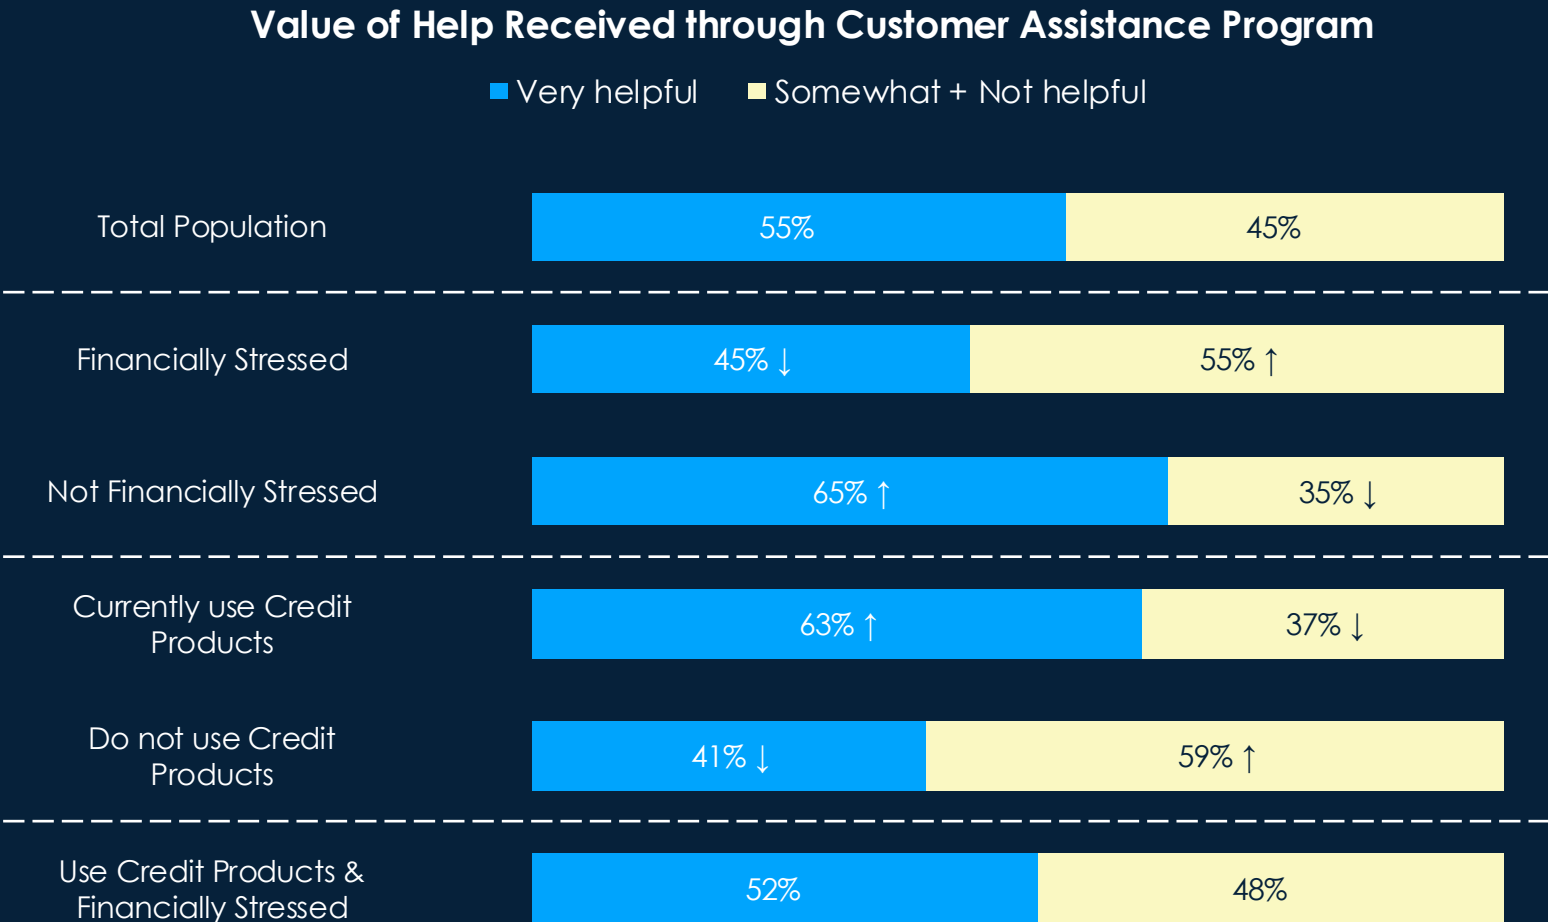 Value of Help Received through Customer Assistance Program
Very helpful Somewhat + Not helpful
Total Population 55% 45%
Financially Stressed 45% ↓ 55% ↑
Not Financially Stressed 65% ↑ 35% ↓
Currently use Credit
Products 63% ↑ 37% ↓
Do not use Credit
Products 41% ↓ 59% ↑
Use Credit Products &
Financially Stressed 52% 48%